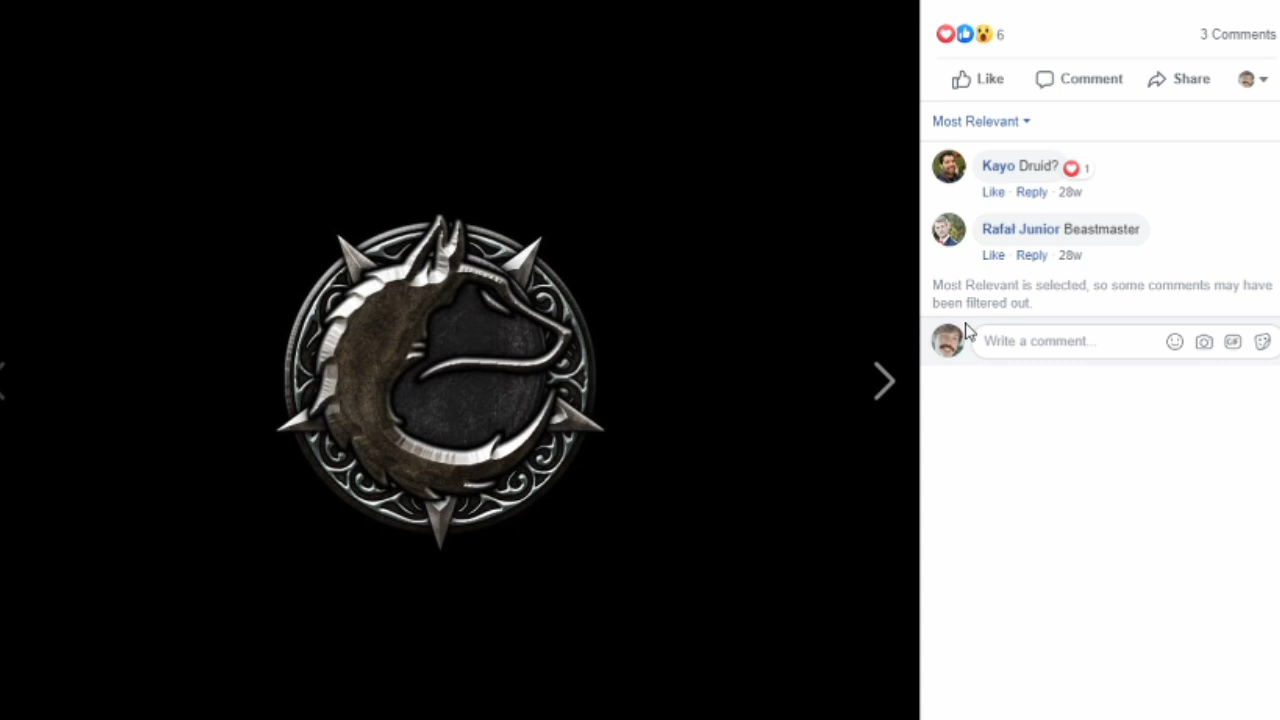 6 3 Comments
Like Comment Share
Most Relevant
Kayo Druid? 1
Like · Reply · 28w
Rafal Junior Beastmaster
Like · Reply · 28w
Most Relevant is selected, so some comments may have
been filtered out.
Write a comment... GIF